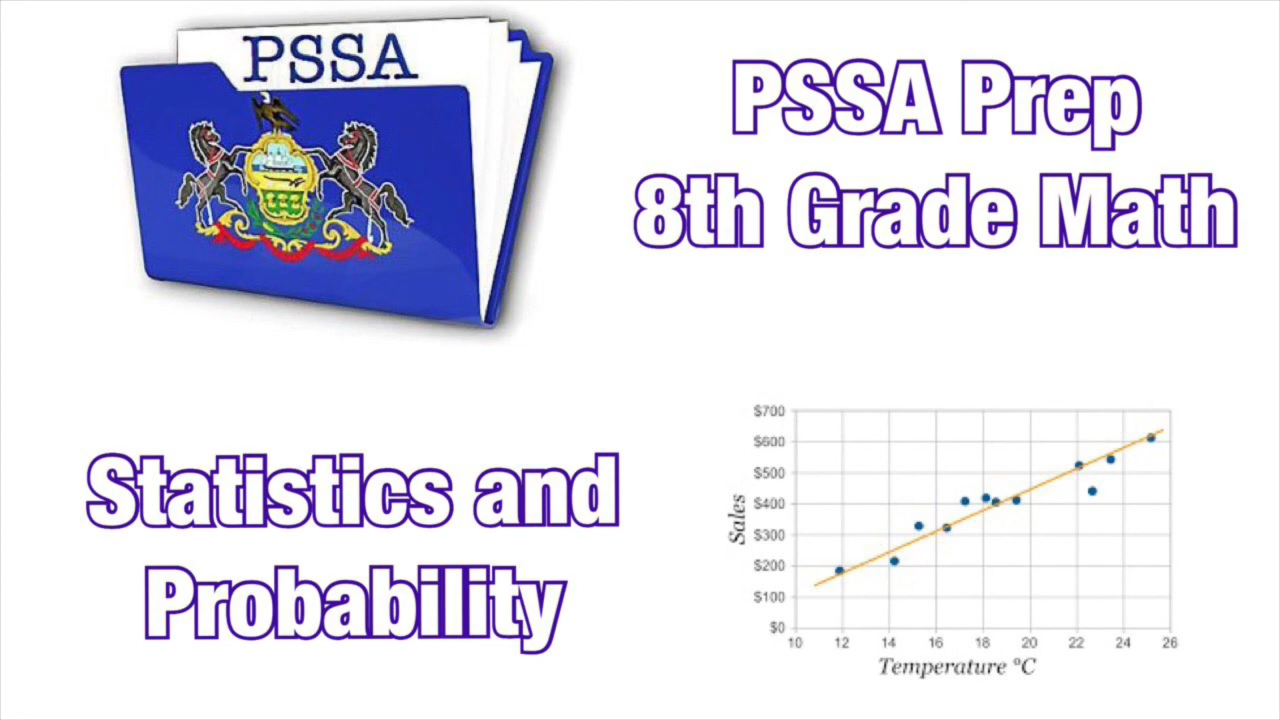 PSSA
PSSA Prep
8th Grade Math
Statistics and
Probability
$700
$600
$500
$400
$300
$200
$100
$0
Sales
10 12 14 16 18 20 22 24 26
Temperature ºC